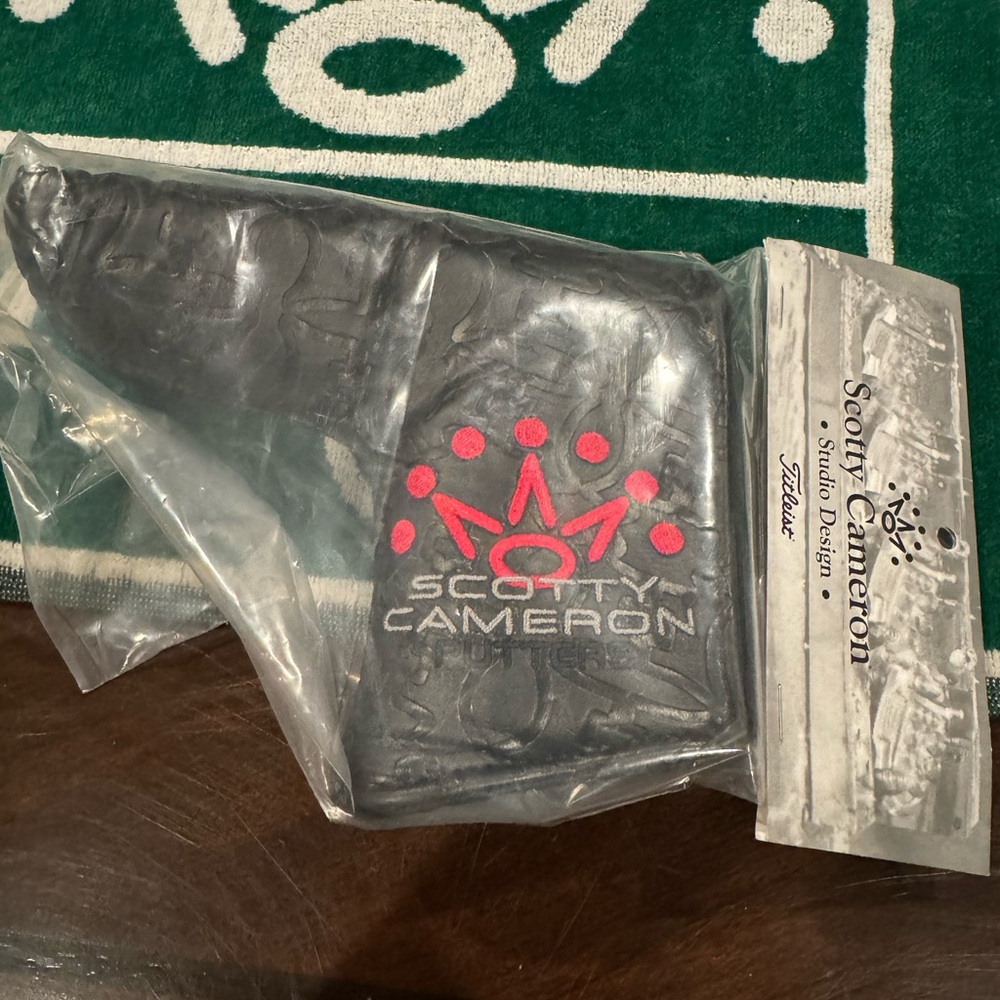 SCOTTY
CAMERON
PUTTERS
Scotty Cameron
• Studio Design •
Titleist